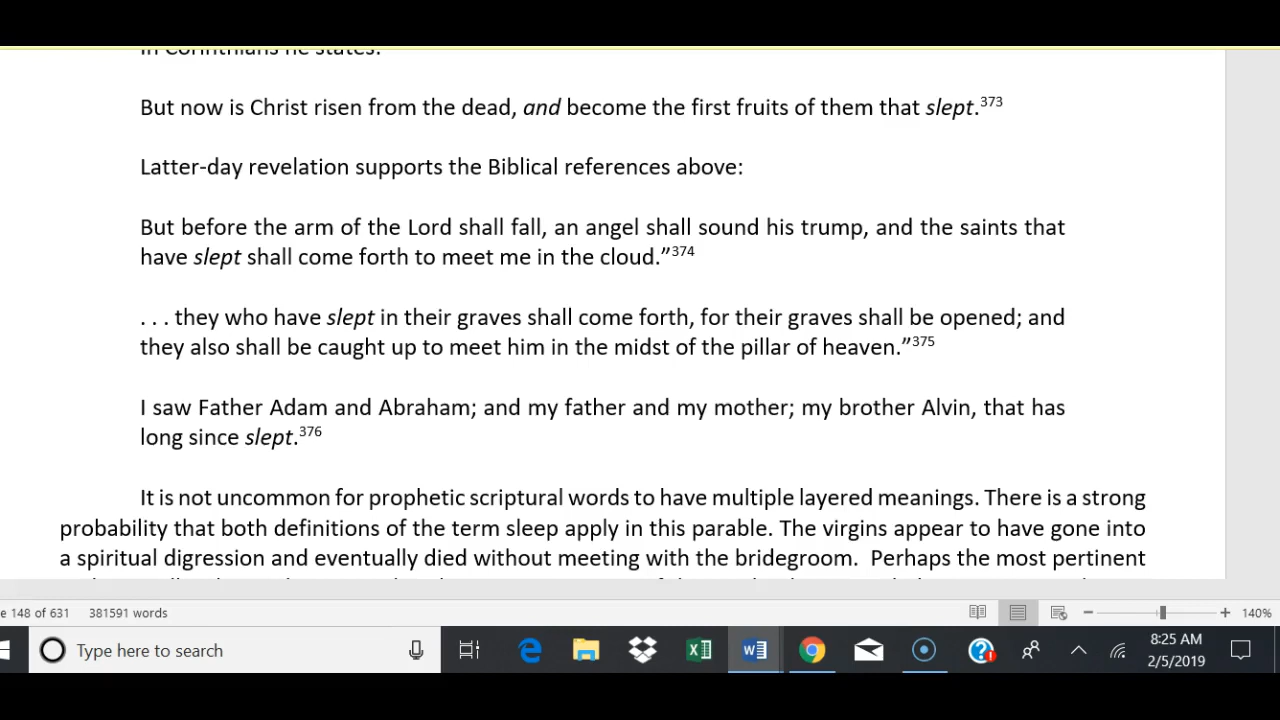 In Corinthians he states:
But now is Christ risen from the dead, and become the first fruits of them that slept.373
Latter-day revelation supports the Biblical references above:
But before the arm of the Lord shall fall, an angel shall sound his trump, and the saints that
have slept shall come forth to meet me in the cloud.”374
. . . they who have slept in their graves shall come forth, for their graves shall be opened; and
they also shall be caught up to meet him in the midst of the pillar of heaven.”375
I saw Father Adam and Abraham; and my father and my mother; my brother Alvin, that has
long since slept.376
It is not uncommon for prophetic scriptural words to have multiple layered meanings. There is a strong
probability that both definitions of the term sleep apply in this parable. The virgins appear to have gone into
a spiritual digression and eventually died without meeting with the bridegroom. Perhaps the most pertinent
e 148 of 631 381591 words 140%
Type here to search
8:25 AM
2/5/2019